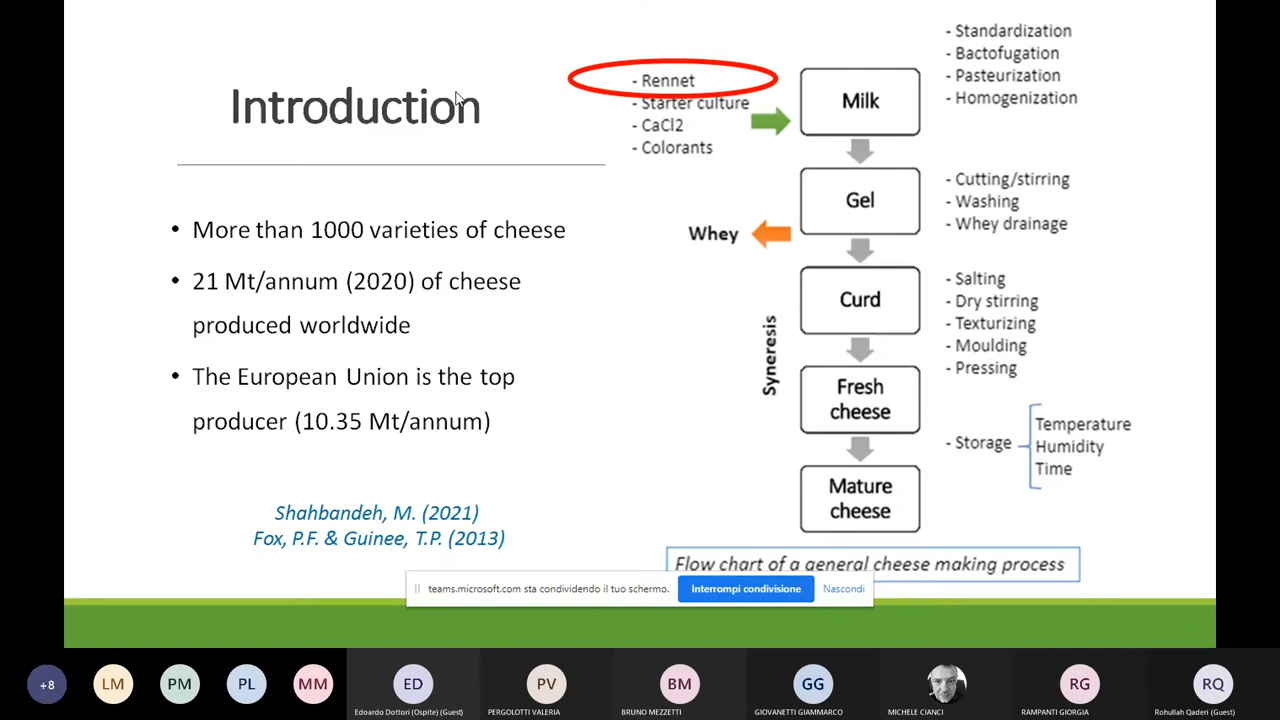 Introduction
• More than 1000 varieties of cheese
• 21 Mt/annum (2020) of cheese
produced worldwide
• The European Union is the top
producer (10.35 Mt/annum)
Shahbandeh, M. (2021)
Fox, P.F. & Guinee, T.P. (2013)
- Rennet
- Starter culture
- CaCl2
- Colorants
Milk
- Standardization
- Bactofugation
- Pasteurization
- Homogenization
Gel
- Cutting/stirring
- Washing
- Whey drainage
Whey
Curd
- Salting
- Dry stirring
- Texturizing
- Moulding
- Pressing
Syneresis
Fresh
cheese
- Storage
Temperature
Humidity
Time
Mature
cheese
Flow chart of a general cheese making process
teams.microsoft.com sta condividendo il tuo schermo.
Interrompi condivisione
Nascondi
+8
LM
PM
PL
MM
ED
PV
BM
GG
RG
RQ
Edoardo Dottori (Ospite) (Guest)
PERGOLOTTI VALERIA
BRUNO MEZZETTI
GIOVANETTI GIAMMARCO
MICHELE CIANCI
RAMPANTI GIORGIA
Rohullah Qaderi (Guest)